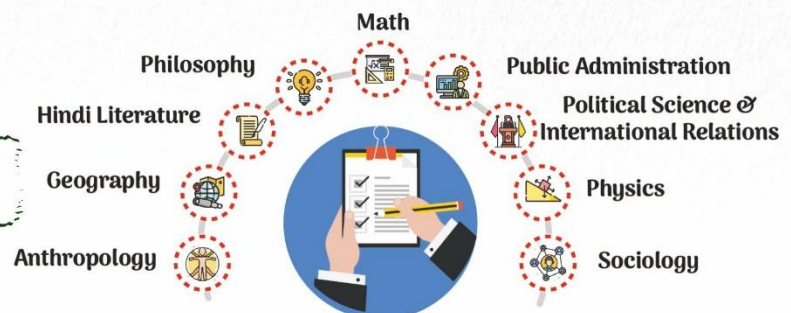 Math
Philosophy
Public Administration
Hindi Literature
Political Science &
International Relations
Geography
Physics
Anthropology
Sociology